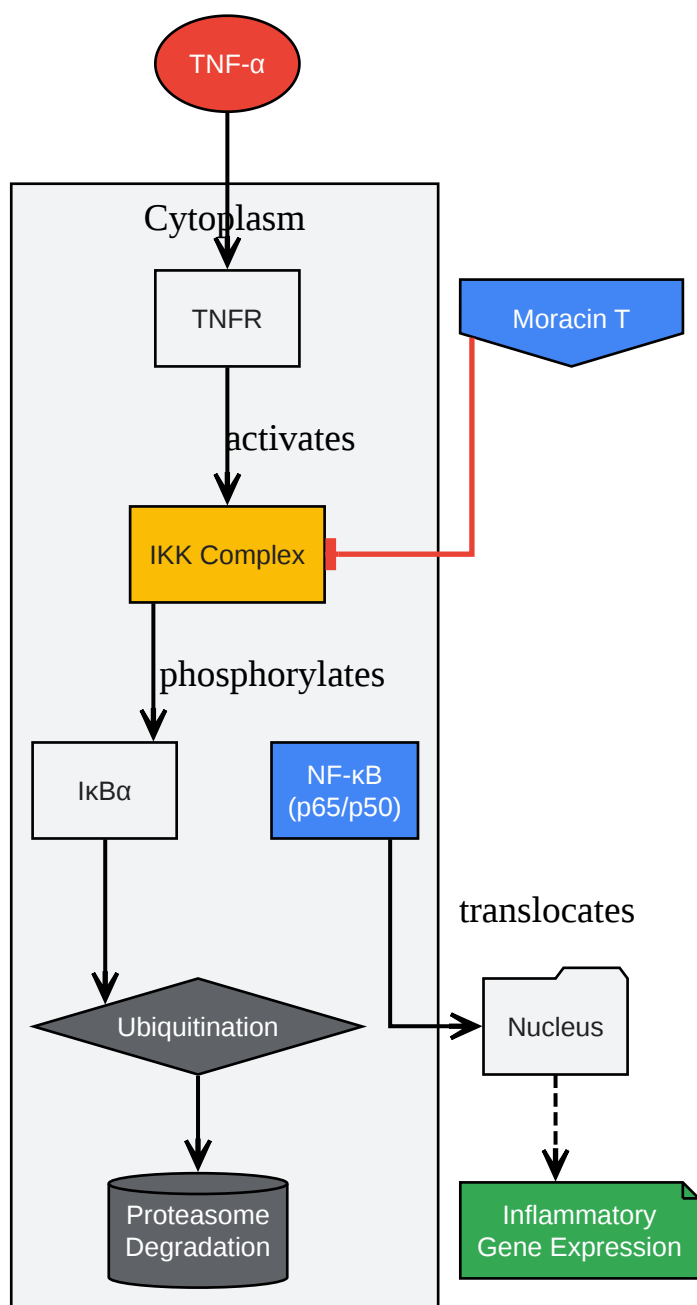 TNF-α
Cytoplasm
TNFR
Moracin T
activates
IKK Complex
phosphorylates
IκBα
NF-κB
(p65/p50)
translocates
Ubiquitination
Nucleus
Proteasome
Degradation
Inflammatory
Gene Expression